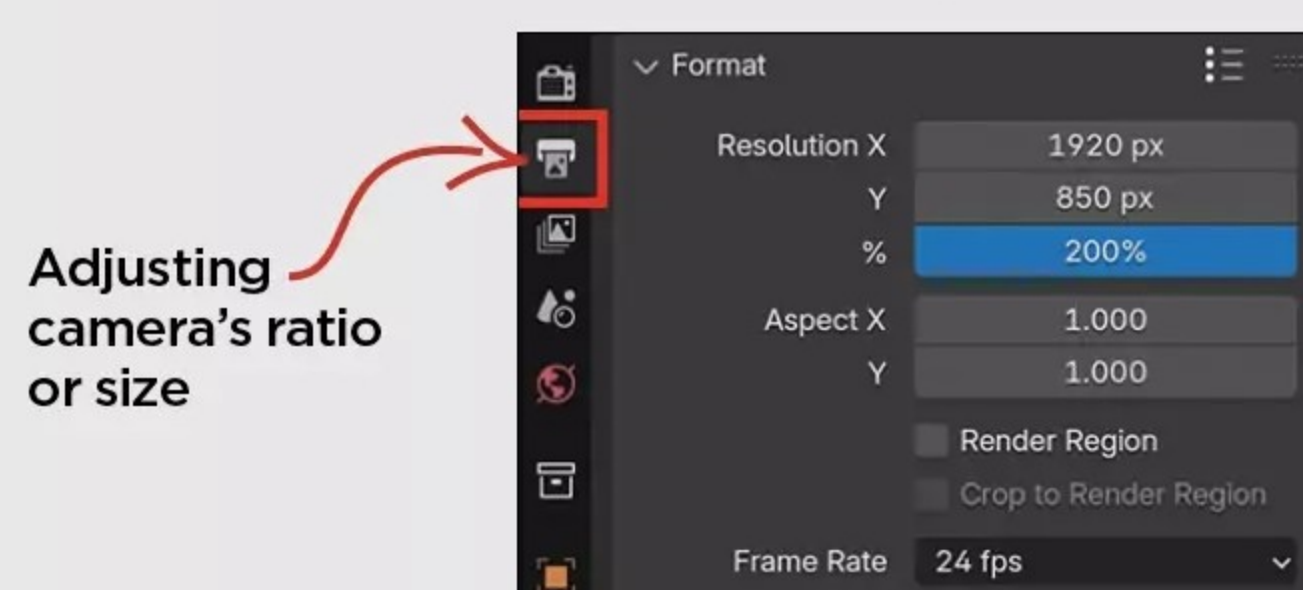 Adjusting
camera’s ratio
or size
Format
Resolution X 1920 px
Y 850 px
% 200%
Aspect X 1.000
Y 1.000
Render Region
Crop to Render Region
Frame Rate 24 fps